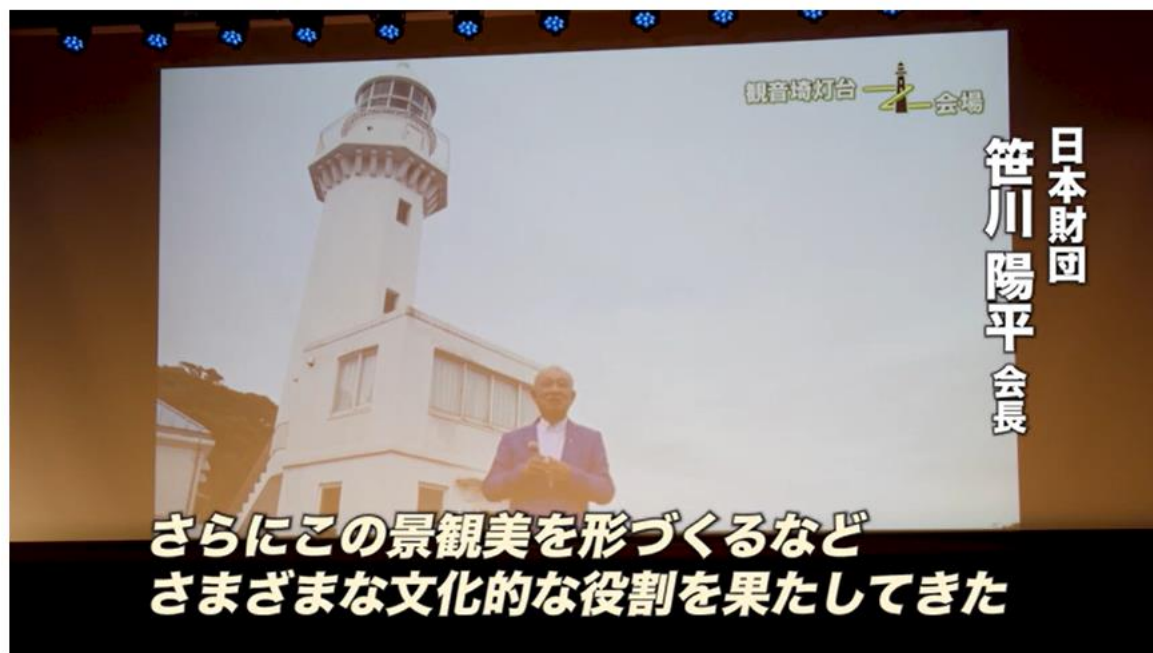 観音埼灯台
会場
日本財団
笹川 陽平 会長
さらにこの景観美を形づくるなど
さまざまな文化的な役割を果たしてきた